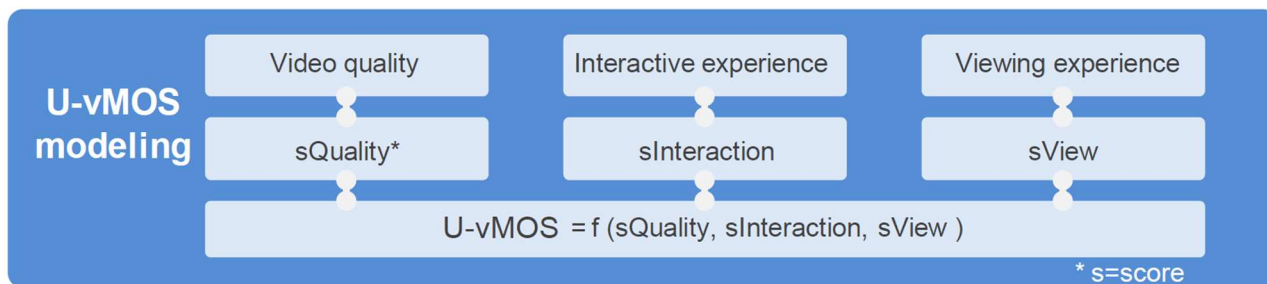 U-vMOS
modeling
Video quality
Interactive experience
Viewing experience
sQuality*
sInteraction
sView
U-vMOS = f (sQuality, sInteraction, sView )
* s=score